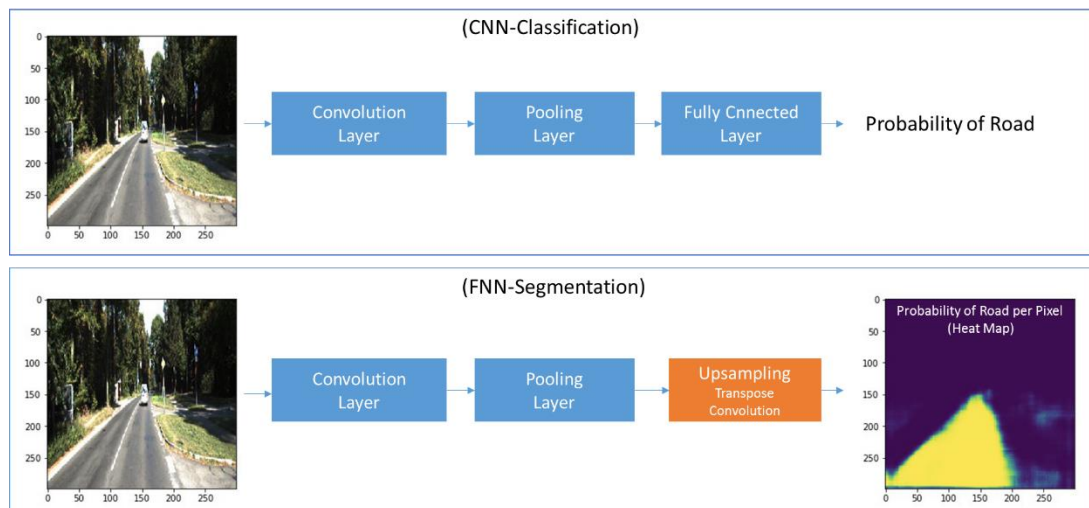 (CNN-Classification)
0
50
100
150
200
250
0 50 100 150 200 250
Convolution
Layer
Pooling
Layer
Fully Cnnected
Layer
Probability of Road
(FNN-Segmentation)
0
50
100
150
200
250
0 50 100 150 200 250
Convolution
Layer
Pooling
Layer
Upsampling
Transpose
Convolution
Probability of Road per Pixel
(Heat Map)
0
50
100
150
200
250
0 50 100 150 200 250